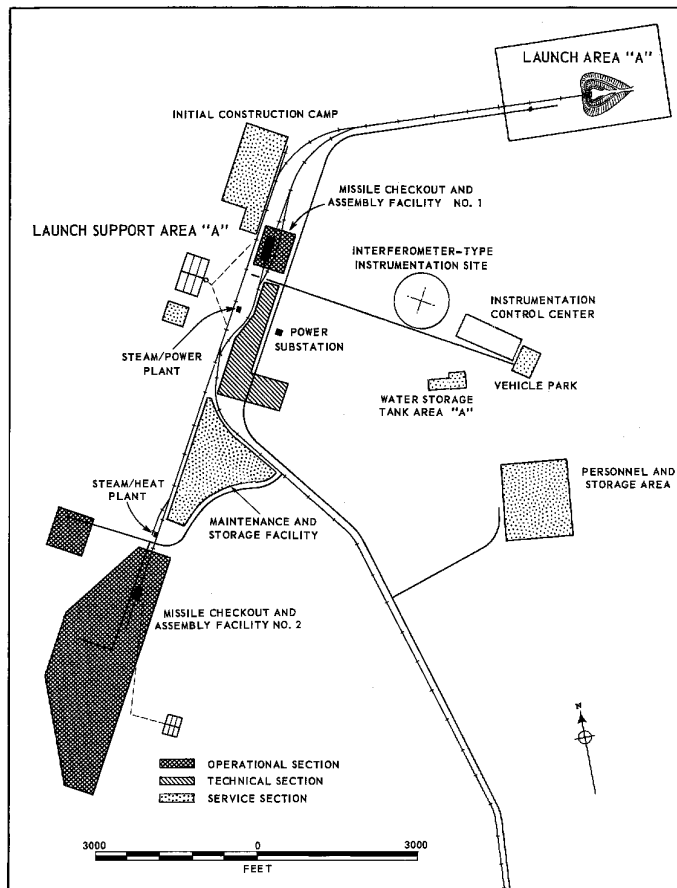 LAUNCH AREA "A"
INITIAL CONSTRUCTION CAMP
MISSILE CHECKOUT AND
ASSEMBLY FACILITY NO. 1
LAUNCH SUPPORT AREA "A"
INTERFEROMETER-TYPE
INSTRUMENTATION SITE
INSTRUMENTATION
CONTROL CENTER
POWER
SUBSTATION
STEAM/POWER
PLANT
VEHICLE PARK
WATER STORAGE
TANK AREA "A"
PERSONNEL AND
STORAGE AREA
STEAM/HEAT
PLANT
MAINTENANCE AND
STORAGE FACILITY
MISSILE CHECKOUT AND
ASSEMBLY FACILITY NO. 2
N
OPERATIONAL SECTION
TECHNICAL SECTION
SERVICE SECTION
3000 0 3000
FEET